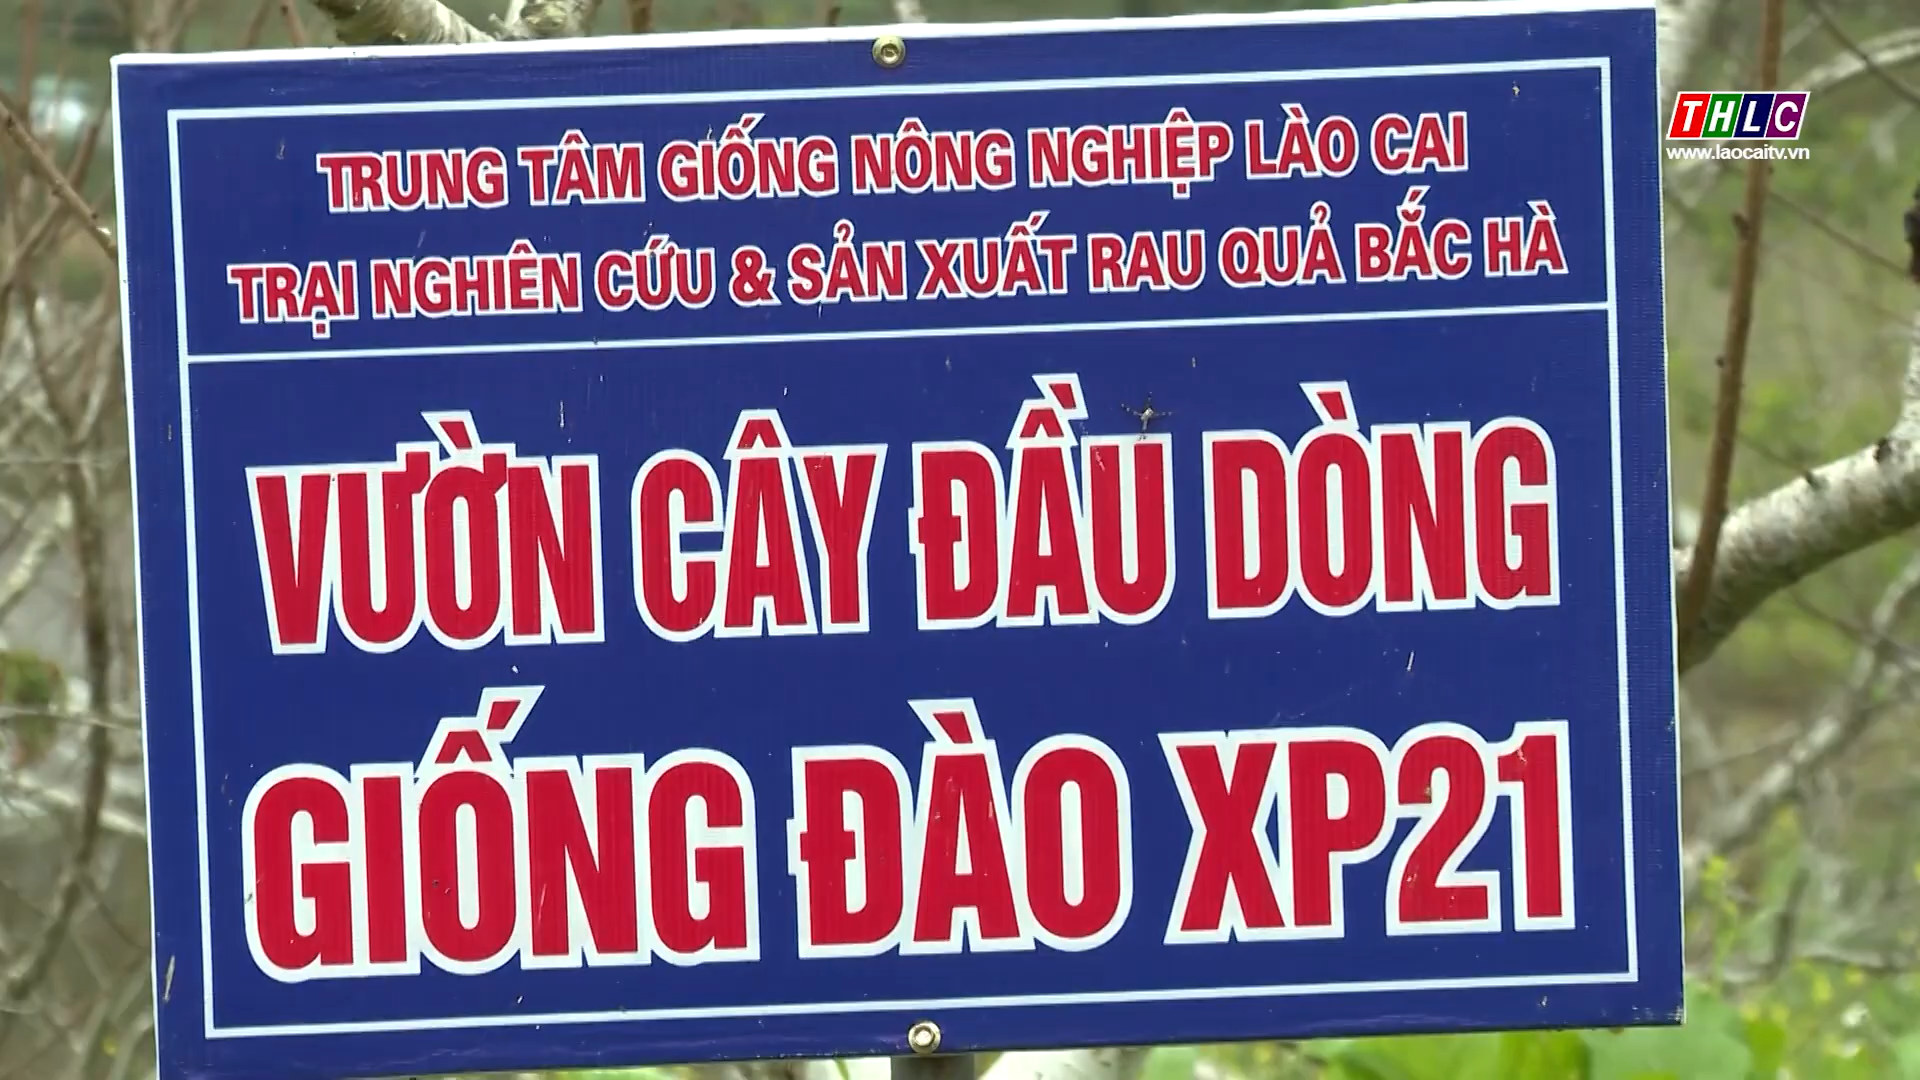 TRUNG TÂM GIỐNG NÔNG NGHIỆP LÀO CAI
TRẠI NGHIÊN CỨU & SẢN XUẤT RAU QUẢ BẮC HÀ
VƯỜN CÂY ĐẦU DÒNG
GIỐNG ĐÀO XP21
THLC
www.laocaitv.vn